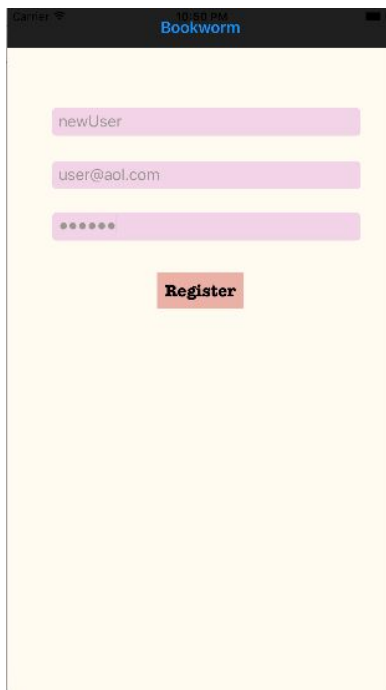 Carrier 10:50 PM
Bookworm
newUser
user@aol.com
••••••
Register